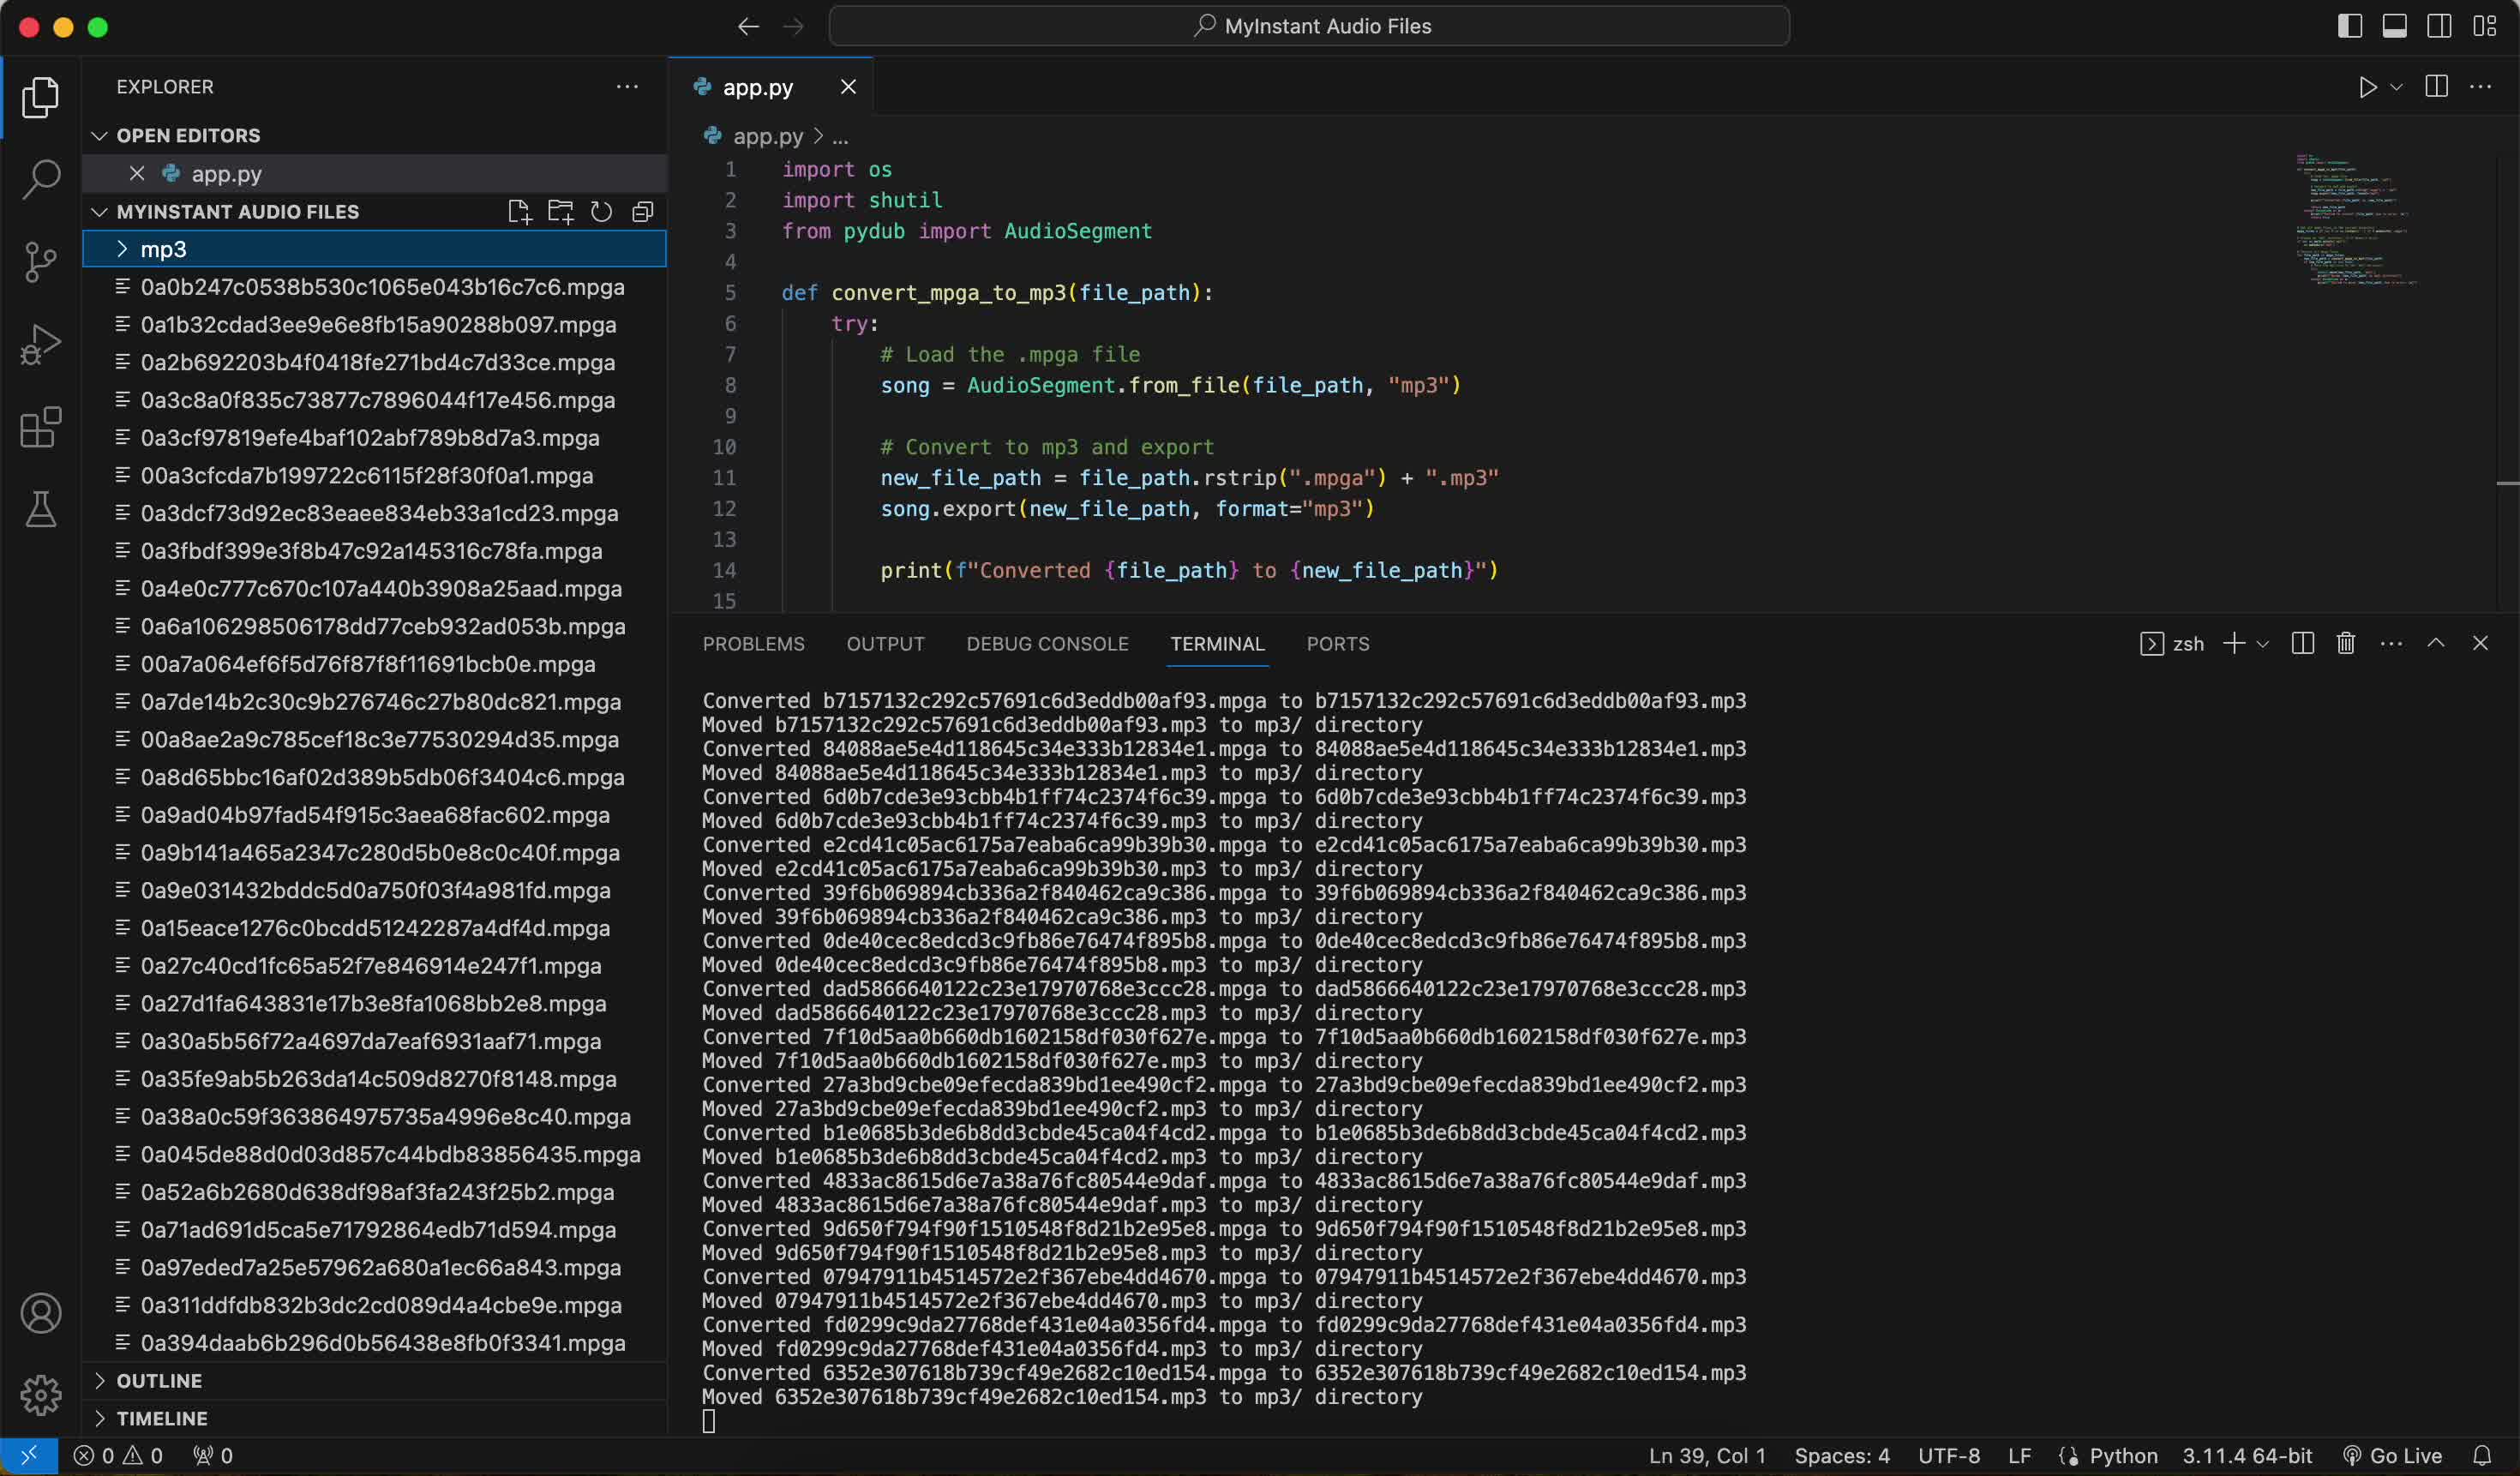 MyInstant Audio Files
EXPLORER
OPEN EDITORS
app.py
MYINSTANT AUDIO FILES
mp3
0a0b247c0538b530c1065e043b16c7c6.mpga
0a1b32cdad3ee9e6e8fb15a90288b097.mpga
0a2b692203b4f0418fe271bd4c7d33ce.mpga
0a3c8a0f835c73877c7896044f17e456.mpga
0a3cf97819efe4baf102abf789b8d7a3.mpga
00a3cfcda7b199722c6115f28f30f0a1.mpga
0a3dcf73d92ec83eaee834eb33a1cd23.mpga
0a3fbdf399e3f8b47c92a145316c78fa.mpga
0a4e0c777c670c107a440b3908a25aad.mpga
0a6a106298506178dd77ceb932ad053b.mpga
00a7a064ef6f5d76f87f8f11691bcb0e.mpga
0a7de14b2c30c9b276746c27b80dc821.mpga
00a8ae2a9c785cef18c3e77530294d35.mpga
0a8d65bbc16af02d389b5db06f3404c6.mpga
0a9ad04b97fad54f915c3aea68fac602.mpga
0a9b141a465a2347c280d5b0e8c0c40f.mpga
0a9e031432bddc5d0a750f03f4a981fd.mpga
0a15eace1276c0bcdd51242287a4df4d.mpga
0a27c40cd1fc65a52f7e846914e247f1.mpga
0a27d1fa643831e17b3e8fa1068bb2e8.mpga
0a30a5b56f72a4697da7eaf6931aaf71.mpga
0a35fe9ab5b263da14c509d8270f8148.mpga
0a38a0c59f363864975735a4996e8c40.mpga
0a045de88d0d03d857c44bdb83856435.mpga
0a52a6b2680d638df98af3fa243f25b2.mpga
0a71ad691d5ca5e71792864edb71d594.mpga
0a97eded7a25e57962a680a1ec66a843.mpga
0a311ddfdb832b3dc2cd089d4a4cbe9e.mpga
0a394daab6b296d0b56438e8fb0f3341.mpga
OUTLINE
TIMELINE
app.py
app.py > ...
1 import os
2 import shutil
3 from pydub import AudioSegment
4
5 def convert_mpga_to_mp3(file_path):
6 try:
7 # Load the .mpga file
8 song = AudioSegment.from_file(file_path, "mp3")
9
10 # Convert to mp3 and export
11 new_file_path = file_path.rstrip(".mpga") + ".mp3"
12 song.export(new_file_path, format="mp3")
13
14 print(f"Converted {file_path} to {new_file_path}")
15
PROBLEMS OUTPUT DEBUG CONSOLE TERMINAL PORTS zsh
Converted b7157132c292c57691c6d3eddb00af93.mpga to b7157132c292c57691c6d3eddb00af93.mp3
Moved b7157132c292c57691c6d3eddb00af93.mp3 to mp3/ directory
Converted 84088ae5e4d118645c34e333b12834e1.mpga to 84088ae5e4d118645c34e333b12834e1.mp3
Moved 84088ae5e4d118645c34e333b12834e1.mp3 to mp3/ directory
Converted 6d0b7cde3e93cbb4b1ff74c2374f6c39.mpga to 6d0b7cde3e93cbb4b1ff74c2374f6c39.mp3
Moved 6d0b7cde3e93cbb4b1ff74c2374f6c39.mp3 to mp3/ directory
Converted e2cd41c05ac6175a7eaba6ca99b39b30.mpga to e2cd41c05ac6175a7eaba6ca99b39b30.mp3
Moved e2cd41c05ac6175a7eaba6ca99b39b30.mp3 to mp3/ directory
Converted 39f6b069894cb336a2f840462ca9c386.mpga to 39f6b069894cb336a2f840462ca9c386.mp3
Moved 39f6b069894cb336a2f840462ca9c386.mp3 to mp3/ directory
Converted 0de40cec8edcd3c9fb86e76474f895b8.mpga to 0de40cec8edcd3c9fb86e76474f895b8.mp3
Moved 0de40cec8edcd3c9fb86e76474f895b8.mp3 to mp3/ directory
Converted dad5866640122c23e17970768e3ccc28.mpga to dad5866640122c23e17970768e3ccc28.mp3
Moved dad5866640122c23e17970768e3ccc28.mp3 to mp3/ directory
Converted 7f10d5aa0b660db1602158df030f627e.mpga to 7f10d5aa0b660db1602158df030f627e.mp3
Moved 7f10d5aa0b660db1602158df030f627e.mp3 to mp3/ directory
Converted 27a3bd9cbe09efecda839bd1ee490cf2.mpga to 27a3bd9cbe09efecda839bd1ee490cf2.mp3
Moved 27a3bd9cbe09efecda839bd1ee490cf2.mp3 to mp3/ directory
Converted b1e0685b3de6b8dd3cbde45ca04f4cd2.mpga to b1e0685b3de6b8dd3cbde45ca04f4cd2.mp3
Moved b1e0685b3de6b8dd3cbde45ca04f4cd2.mp3 to mp3/ directory
Converted 4833ac8615d6e7a38a76fc80544e9daf.mpga to 4833ac8615d6e7a38a76fc80544e9daf.mp3
Moved 4833ac8615d6e7a38a76fc80544e9daf.mp3 to mp3/ directory
Converted 9d650f794f90f1510548f8d21b2e95e8.mpga to 9d650f794f90f1510548f8d21b2e95e8.mp3
Moved 9d650f794f90f1510548f8d21b2e95e8.mp3 to mp3/ directory
Converted 07947911b4514572e2f367ebe4dd4670.mpga to 07947911b4514572e2f367ebe4dd4670.mp3
Moved 07947911b4514572e2f367ebe4dd4670.mp3 to mp3/ directory
Converted fd0299c9da27768def431e04a0356fd4.mpga to fd0299c9da27768def431e04a0356fd4.mp3
Moved fd0299c9da27768def431e04a0356fd4.mp3 to mp3/ directory
Converted 6352e307618b739cf49e2682c10ed154.mpga to 6352e307618b739cf49e2682c10ed154.mp3
Moved 6352e307618b739cf49e2682c10ed154.mp3 to mp3/ directory
0 0 0 Ln 39, Col 1 Spaces: 4 UTF-8 LF Python 3.11.4 64-bit Go Live